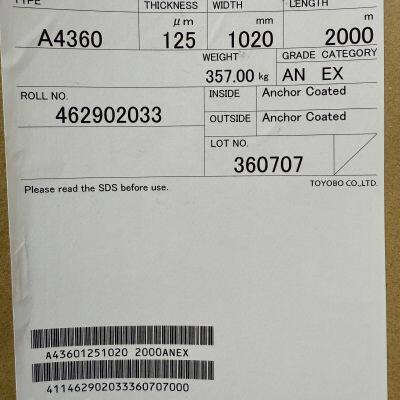 TYPE THICKNESS WIDTH LENGTH
μm mm m
A4360 125 1020 2000
WEIGHT GRADE CATEGORY
357.00 kg AN EX
ROLL NO. INSIDE Anchor Coated
462902033 OUTSIDE Anchor Coated
LOT NO.
360707
Please read the SDS before use. TOYOBO CO.,LTD.
A43601251020 2000ANEX
411462902033360707000